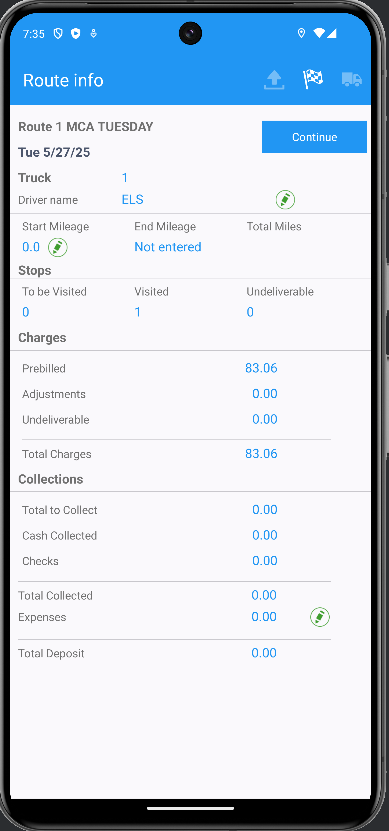 7:35
Route info
Route 1 MCA TUESDAY
Continue
Tue 5/27/25
Truck 1
Driver name ELS
Start Mileage End Mileage Total Miles
0.0 Not entered
Stops
To be Visited Visited Undeliverable
0 1 0
Charges
Prebilled 83.06
Adjustments 0.00
Undeliverable 0.00
Total Charges 83.06
Collections
Total to Collect 0.00
Cash Collected 0.00
Checks 0.00
Total Collected 0.00
Expenses 0.00
Total Deposit 0.00